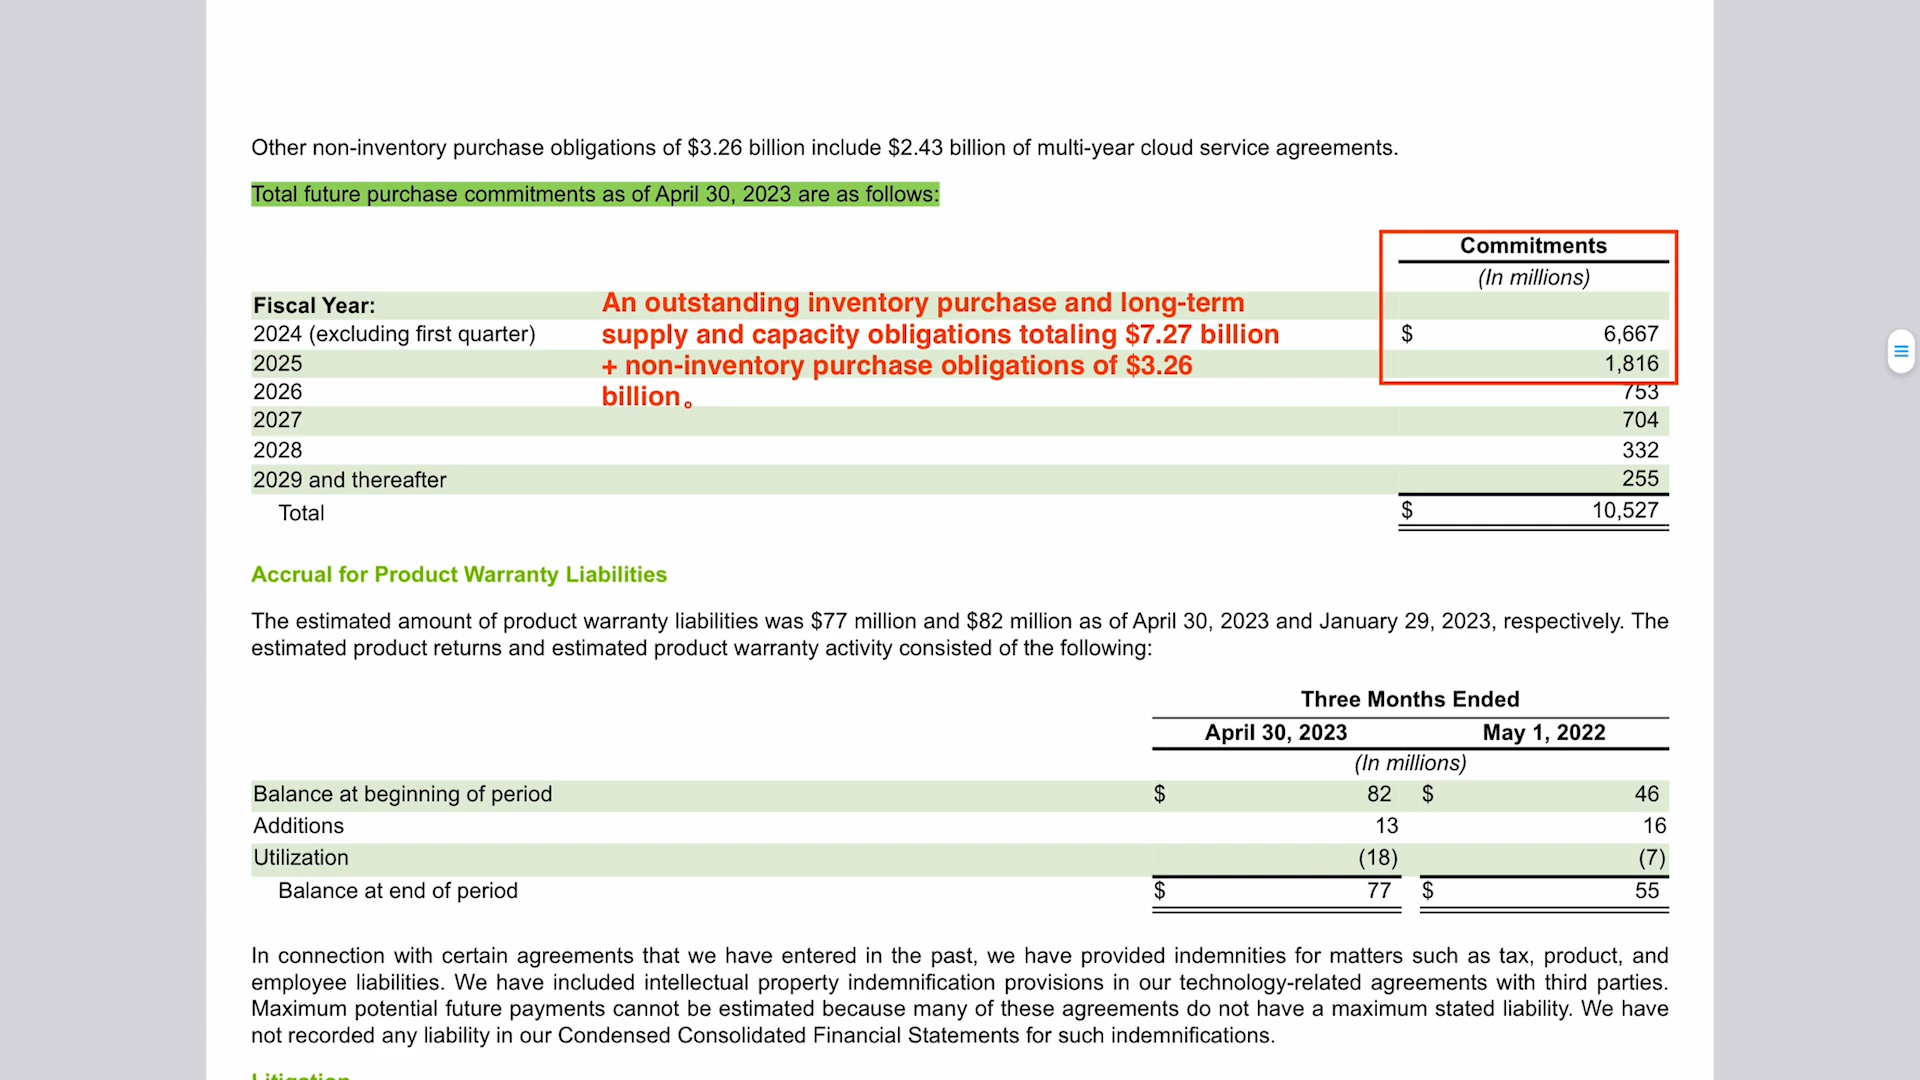 Other non-inventory purchase obligations of $3.26 billion include $2.43 billion of multi-year cloud service agreements.
Total future purchase commitments as of April 30, 2023 are as follows:
Commitments
(In millions)
Fiscal Year:
2024 (excluding first quarter) $ 6,667
2025 1,816
2026 753
2027 704
2028 332
2029 and thereafter 255
Total $ 10,527
An outstanding inventory purchase and long-term
supply and capacity obligations totaling $7.27 billion
+ non-inventory purchase obligations of $3.26
billion。
Accrual for Product Warranty Liabilities
The estimated amount of product warranty liabilities was $77 million and $82 million as of April 30, 2023 and January 29, 2023, respectively. The
estimated product returns and estimated product warranty activity consisted of the following:
Three Months Ended
April 30, 2023 May 1, 2022
(In millions)
Balance at beginning of period $ 82 $ 46
Additions 13 16
Utilization (18) (7)
Balance at end of period $ 77 $ 55
In connection with certain agreements that we have entered in the past, we have provided indemnities for matters such as tax, product, and
employee liabilities. We have included intellectual property indemnification provisions in our technology-related agreements with third parties.
Maximum potential future payments cannot be estimated because many of these agreements do not have a maximum stated liability. We have
not recorded any liability in our Condensed Consolidated Financial Statements for such indemnifications.
Litigation